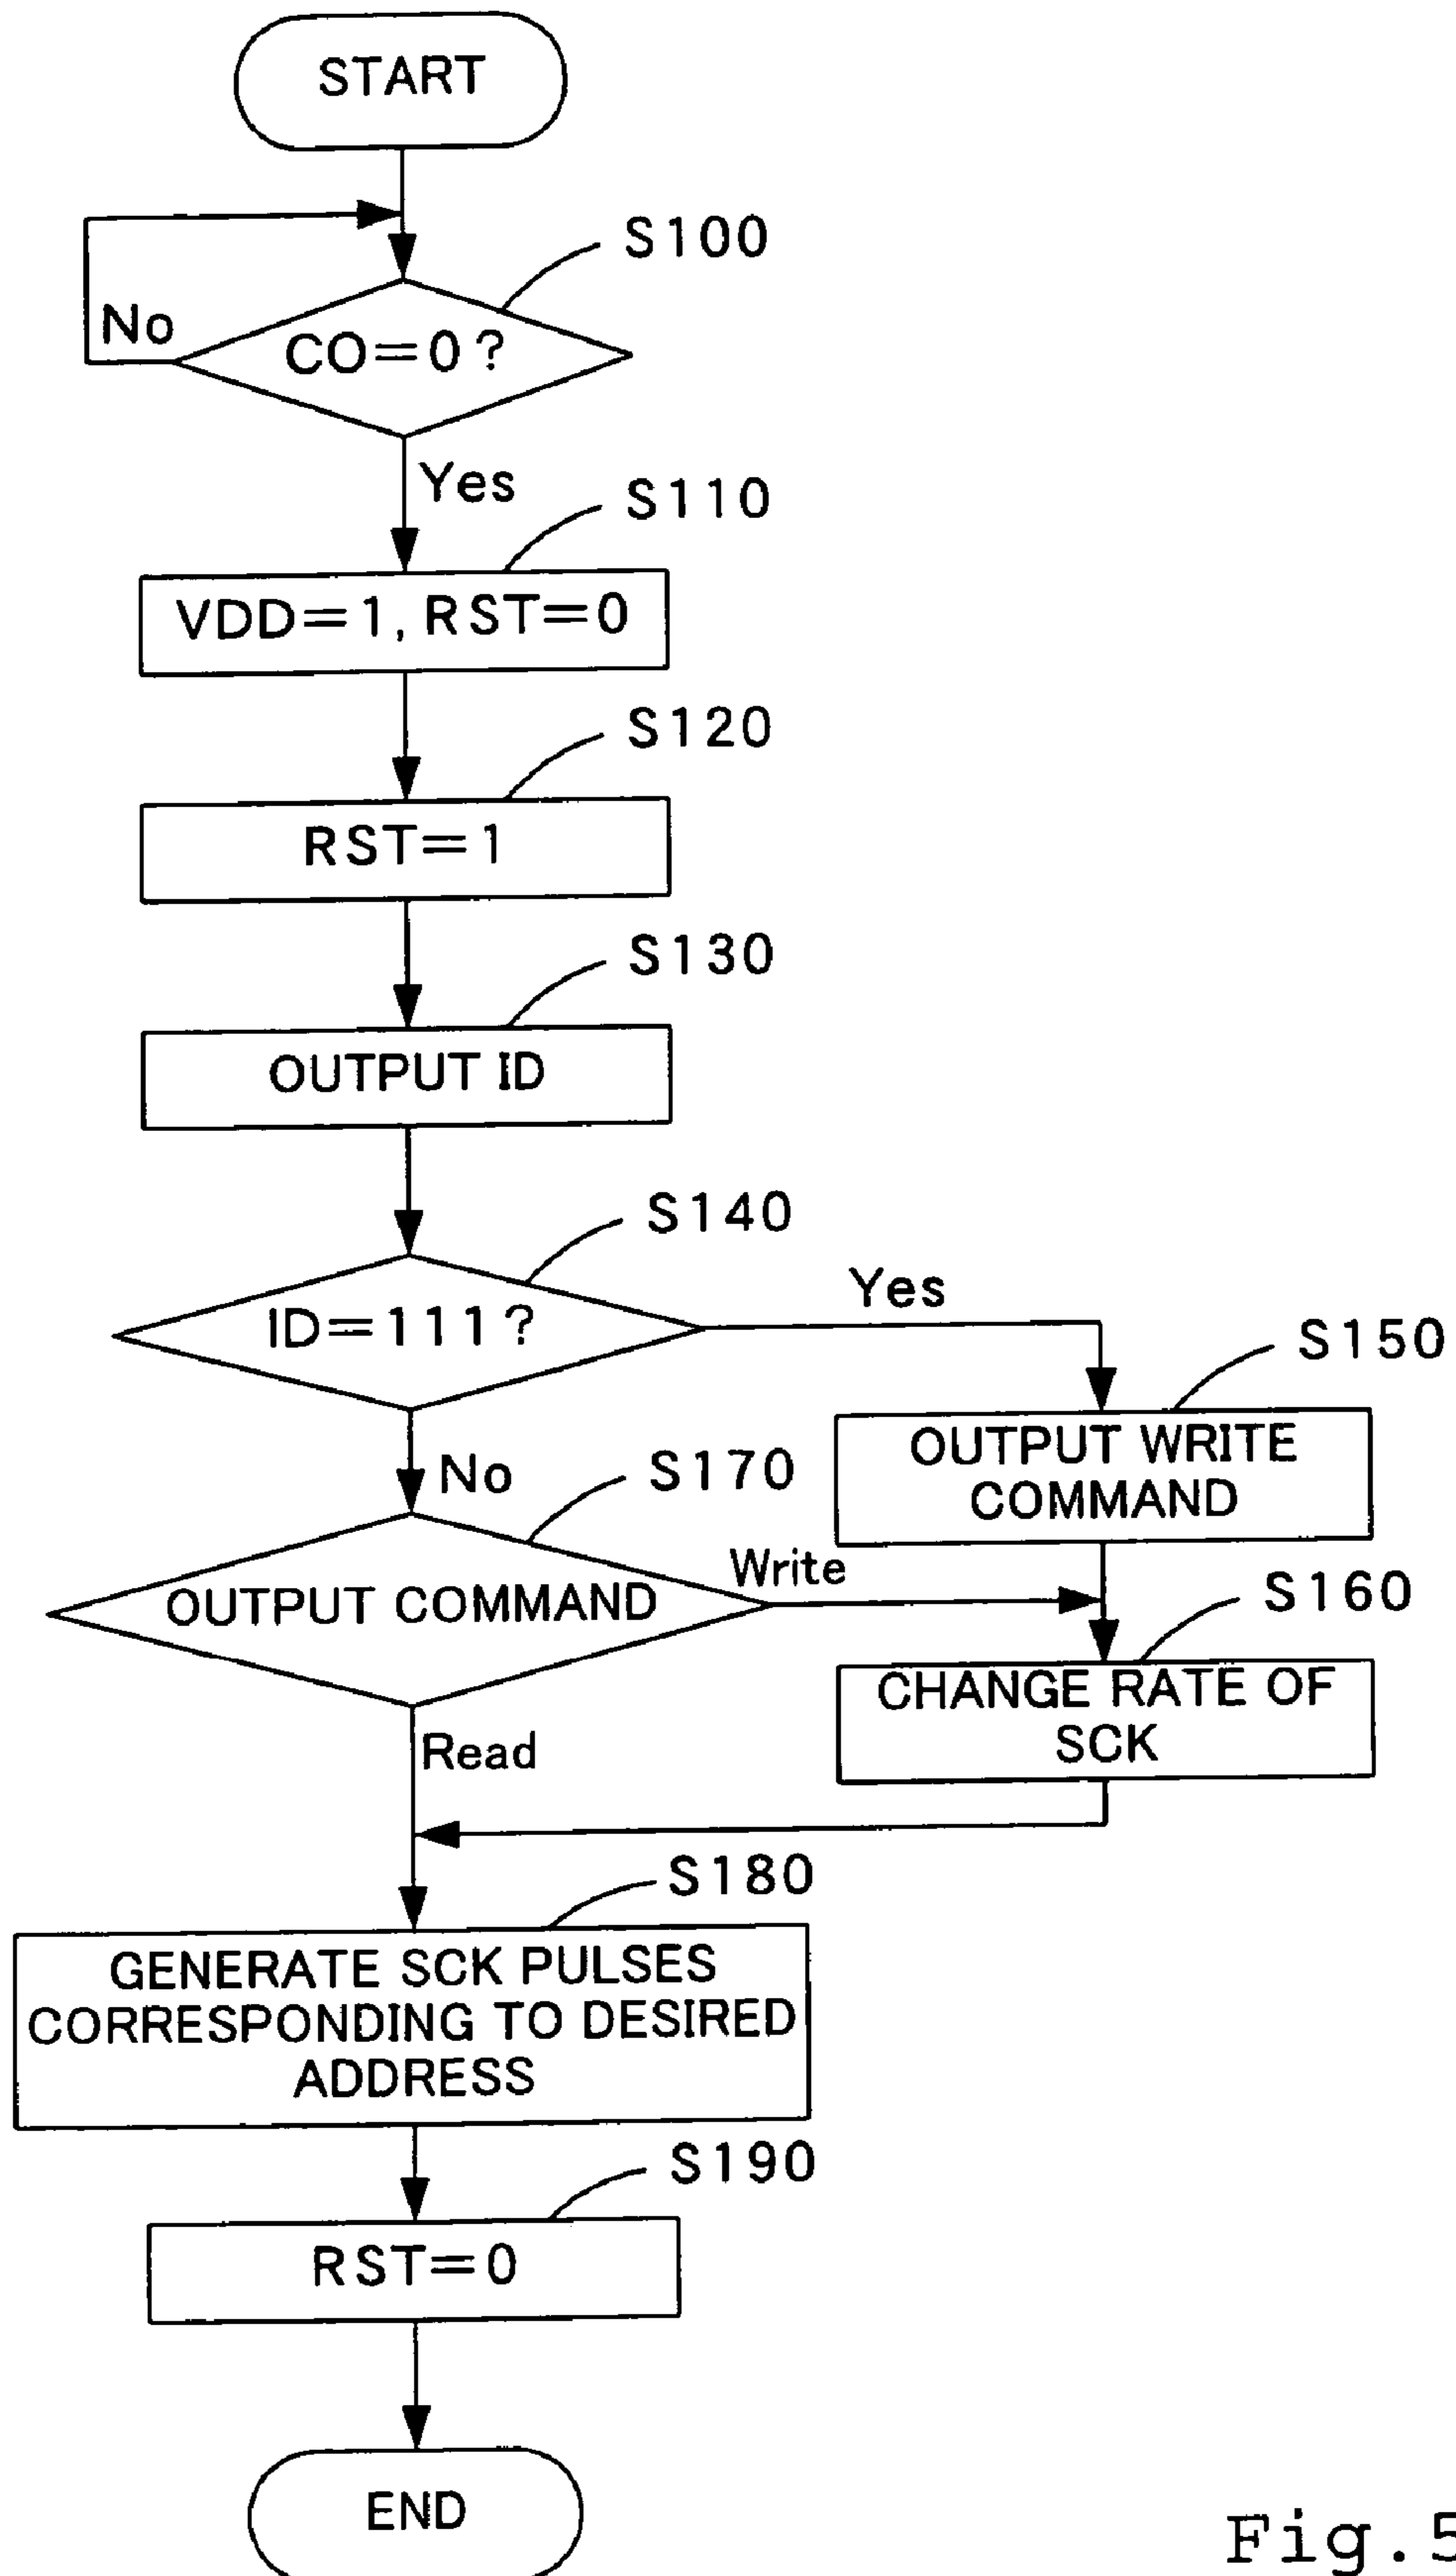 START
S100
No
CO=0?
Yes
S110
VDD=1, RST=0
S120
RST=1
S130
OUTPUT ID
S140
ID=111?
Yes
S150
OUTPUT WRITE
COMMAND
No
S170
Write
OUTPUT COMMAND
S160
CHANGE RATE OF
SCK
Read
S180
GENERATE SCK PULSES
CORRESPONDING TO DESIRED
ADDRESS
S190
RST=0
END
Fig.5